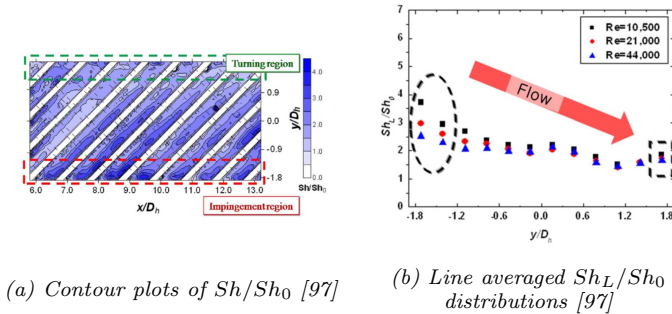 Turning region
4.0
3.0
2.0
1.0
0.0
Sh/Sh₀
0.9
0.0
-0.9
-1.8
y/Dₕ
6.0 7.0 8.0 9.0 10.0 11.0 12.0 13.0
x/Dₕ
Impingement region
(a) Contour plots of Sh/Sh₀ [97]
Re=10,500
Re=21,000
Re=44,000
Flow
7
6
5
4
3
2
1
0
-1.8 -1.2 -0.6 0.0 0.6 1.2 1.8
y/Dₕ
(b) Line averaged Sh_L/Sh₀
distributions [97]